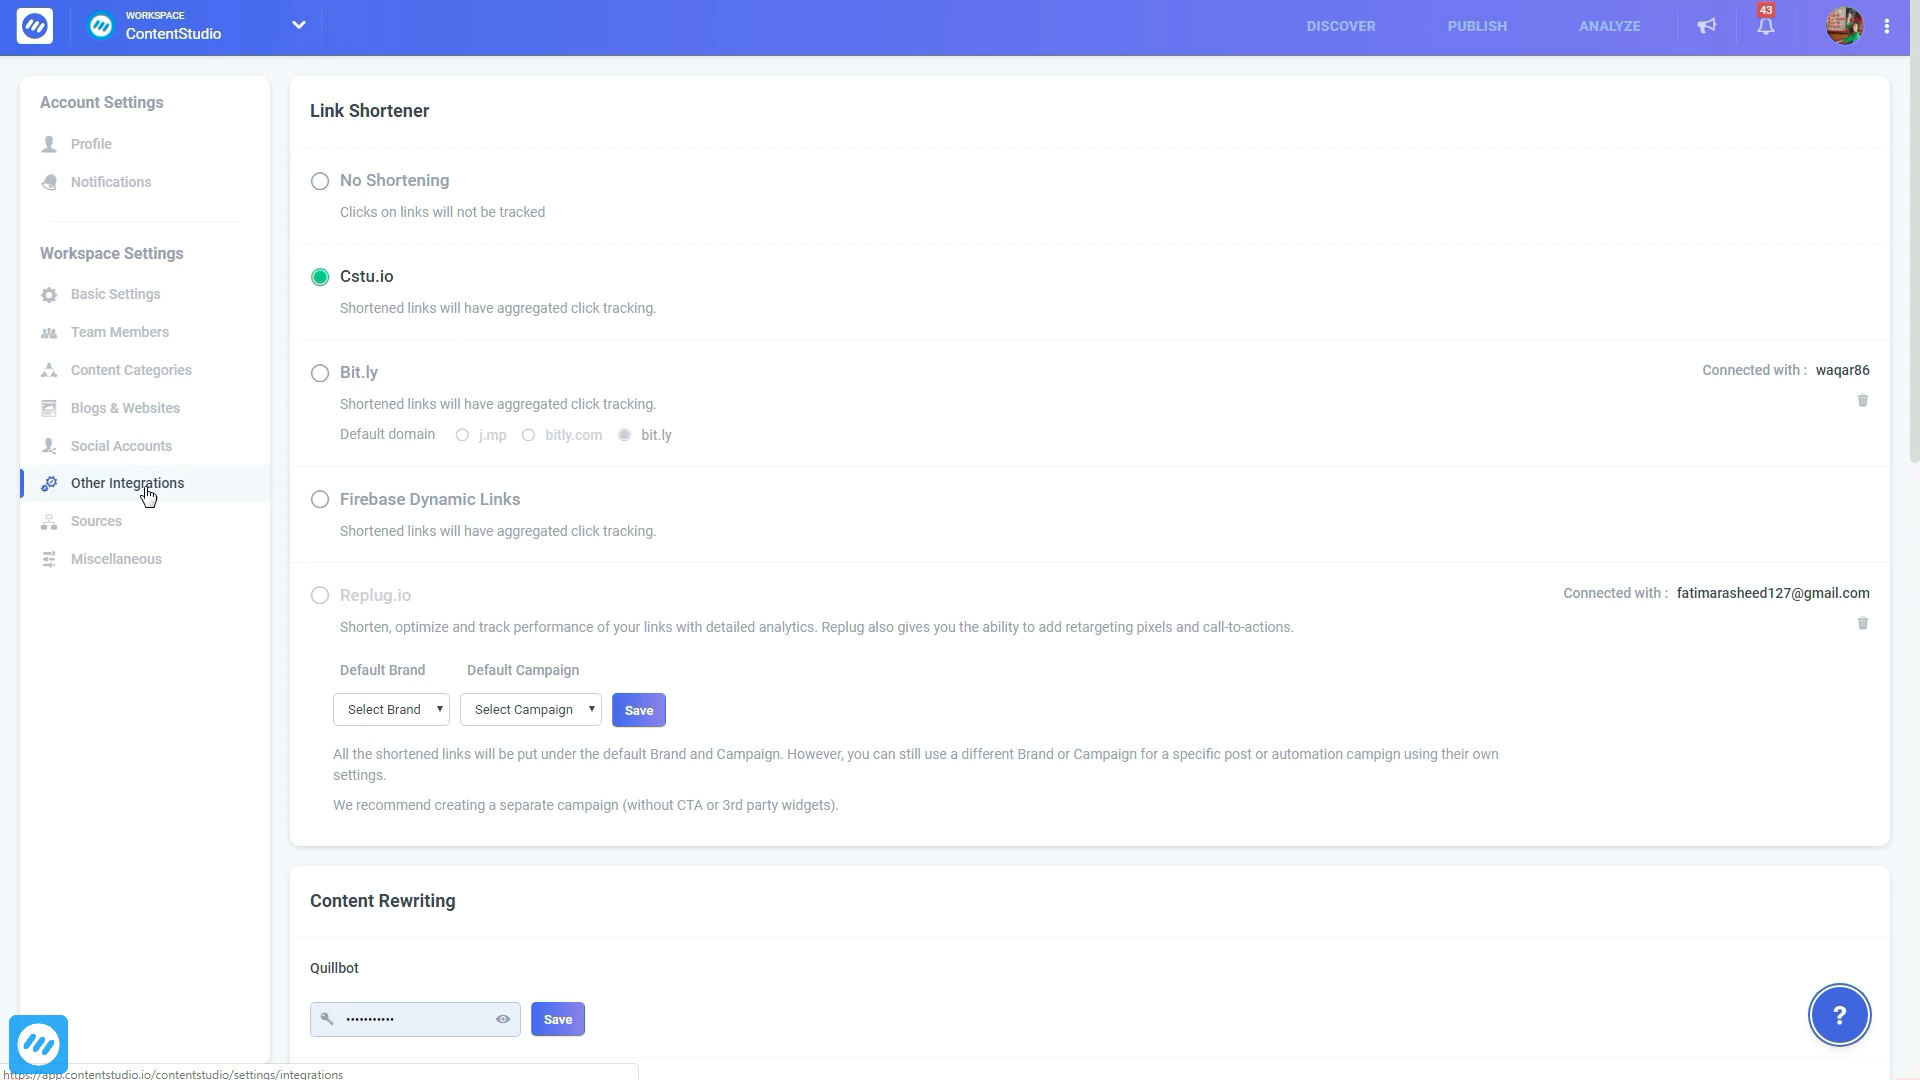 WORKSPACE
ContentStudio
DISCOVER
PUBLISH
ANALYZE
43
Account Settings
Profile
Notifications
Workspace Settings
Basic Settings
Team Members
Content Categories
Blogs & Websites
Social Accounts
Other Integrations
Sources
Miscellaneous
Link Shortener
No Shortening
Clicks on links will not be tracked
Cstu.io
Shortened links will have aggregated click tracking.
Bit.ly
Connected with : waqar86
Shortened links will have aggregated click tracking.
Default domain j.mp bitly.com bit.ly
Firebase Dynamic Links
Shortened links will have aggregated click tracking.
Replug.io
Connected with : fatimarasheed127@gmail.com
Shorten, optimize and track performance of your links with detailed analytics. Replug also gives you the ability to add retargeting pixels and call-to-actions.
Default Brand Default Campaign
Select Brand Select Campaign Save
All the shortened links will be put under the default Brand and Campaign. However, you can still use a different Brand or Campaign for a specific post or automation campign using their own
settings.
We recommend creating a separate campaign (without CTA or 3rd party widgets).
Content Rewriting
Quillbot
••••••••••• Save
?
https://app.contentstudio.io/contentstudio/settings/integrations